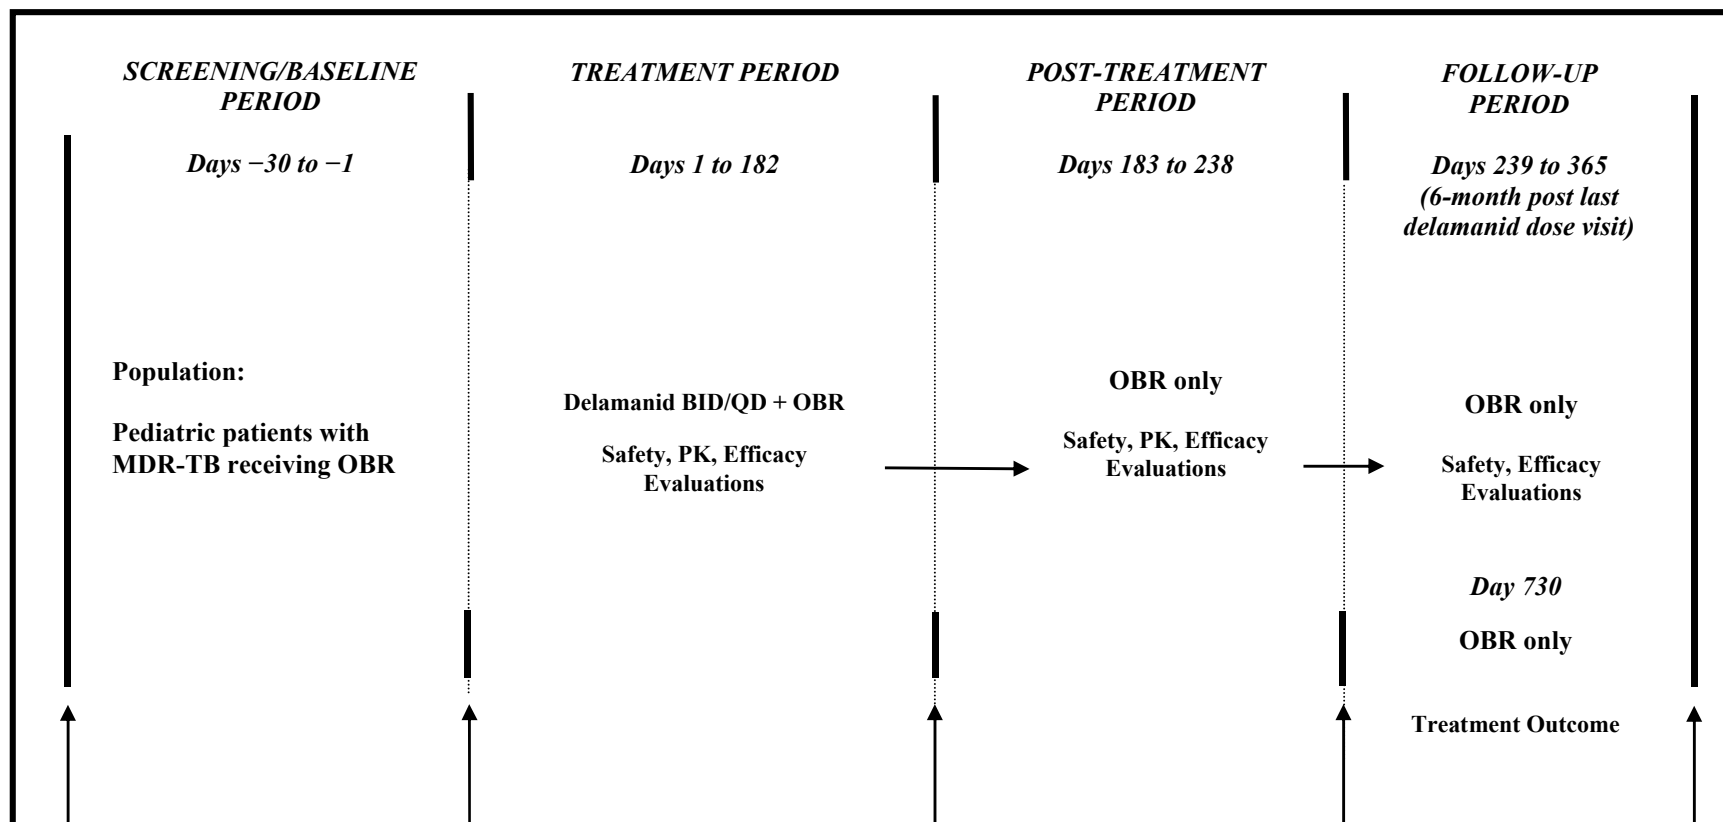 SCREENING/BASELINE
PERIOD
Days −30 to −1
Population:
Pediatric patients with
MDR-TB receiving OBR
TREATMENT PERIOD
Days 1 to 182
Delamanid BID/QD + OBR
Safety, PK, Efficacy
Evaluations
POST-TREATMENT
PERIOD
Days 183 to 238
OBR only
Safety, PK, Efficacy
Evaluations
FOLLOW-UP
PERIOD
Days 239 to 365
(6-month post last
delamanid dose visit)
OBR only
Safety, Efficacy
Evaluations
Day 730
OBR only
Treatment Outcome